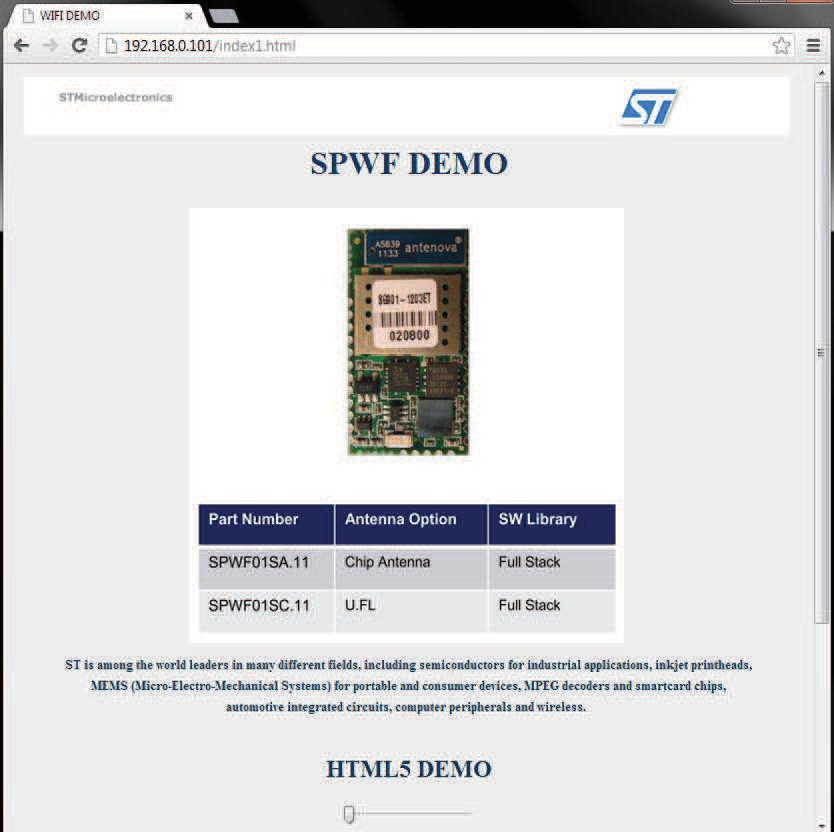 WIFI DEMO
192.168.0.101/index1.html
STMicroelectronics
ST
SPWF DEMO
A5839
1133
antenova®
020800
Part Number Antenna Option SW Library
SPWF01SA.11 Chip Antenna Full Stack
SPWF01SC.11 U.FL Full Stack
ST is among the world leaders in many different fields, including semiconductors for industrial applications, inkjet printheads,
MEMS (Micro-Electro-Mechanical Systems) for portable and consumer devices, MPEG decoders and smartcard chips,
automotive integrated circuits, computer peripherals and wireless.
HTML5 DEMO